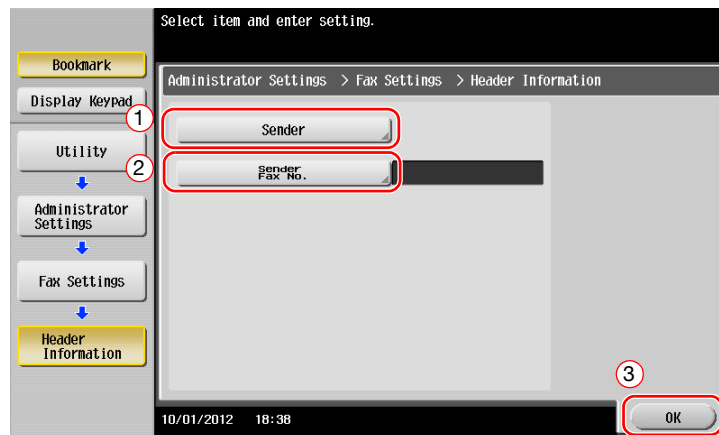 Select item and enter setting.
Bookmark
Display Keypad
Administrator Settings > Fax Settings > Header Information
1
Sender
Utility
2
Sender
Fax No.
Administrator
Settings
Fax Settings
Header
Information
3
10/01/2012 18:38
OK